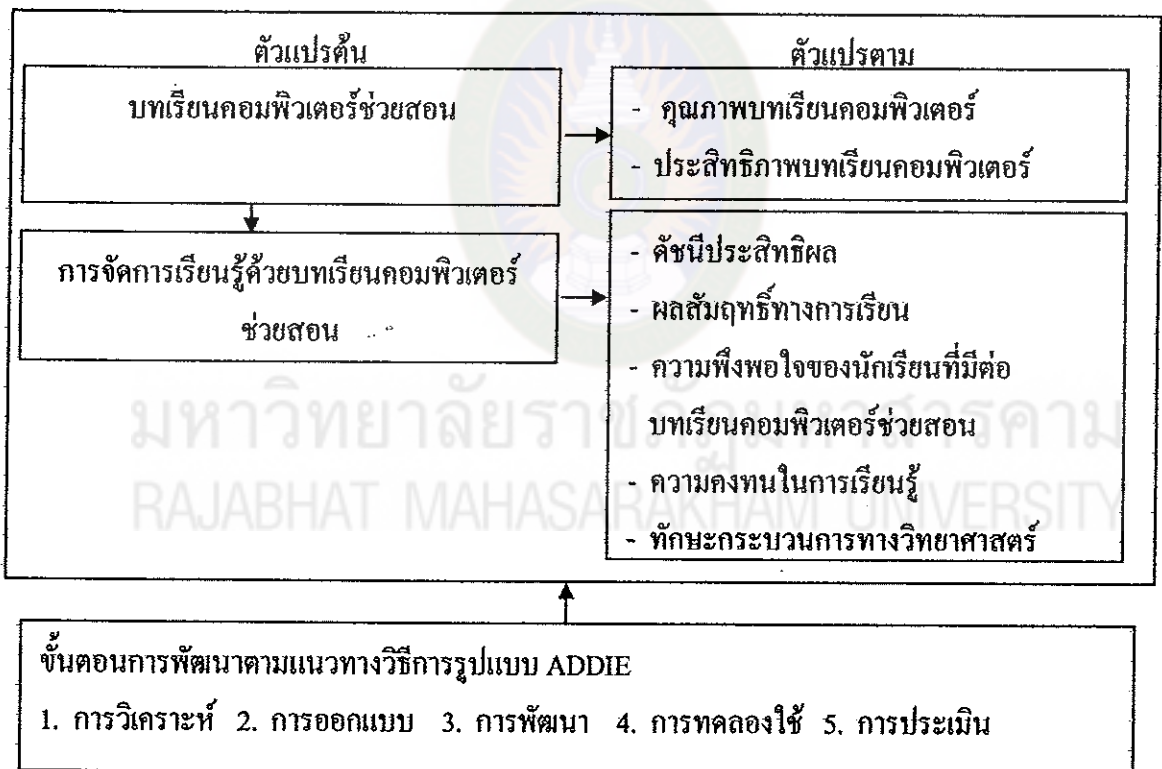 ตัวแปรต้น
ตัวแปรตาม
บทเรียนคอมพิวเตอร์ช่วยสอน
- คุณภาพบทเรียนคอมพิวเตอร์
- ประสิทธิภาพบทเรียนคอมพิวเตอร์
การจัดการเรียนรู้ด้วยบทเรียนคอมพิวเตอร์
ช่วยสอน
- ดัชนีประสิทธิผล
- ผลสัมฤทธิ์ทางการเรียน
- ความพึงพอใจของนักเรียนที่มีต่อ
บทเรียนคอมพิวเตอร์ช่วยสอน
- ความคงทนในการเรียนรู้
- ทักษะกระบวนการทางวิทยาศาสตร์
มหาวิทยาลัยราชภัฏมหาสารคาม
RAJABHAT MAHASARAKHAM UNIVERSITY
ขั้นตอนการพัฒนาตามแนวทางวิธีการรูปแบบ ADDIE
1. การวิเคราะห์ 2. การออกแบบ 3. การพัฒนา 4. การทดลองใช้ 5. การประเมิน